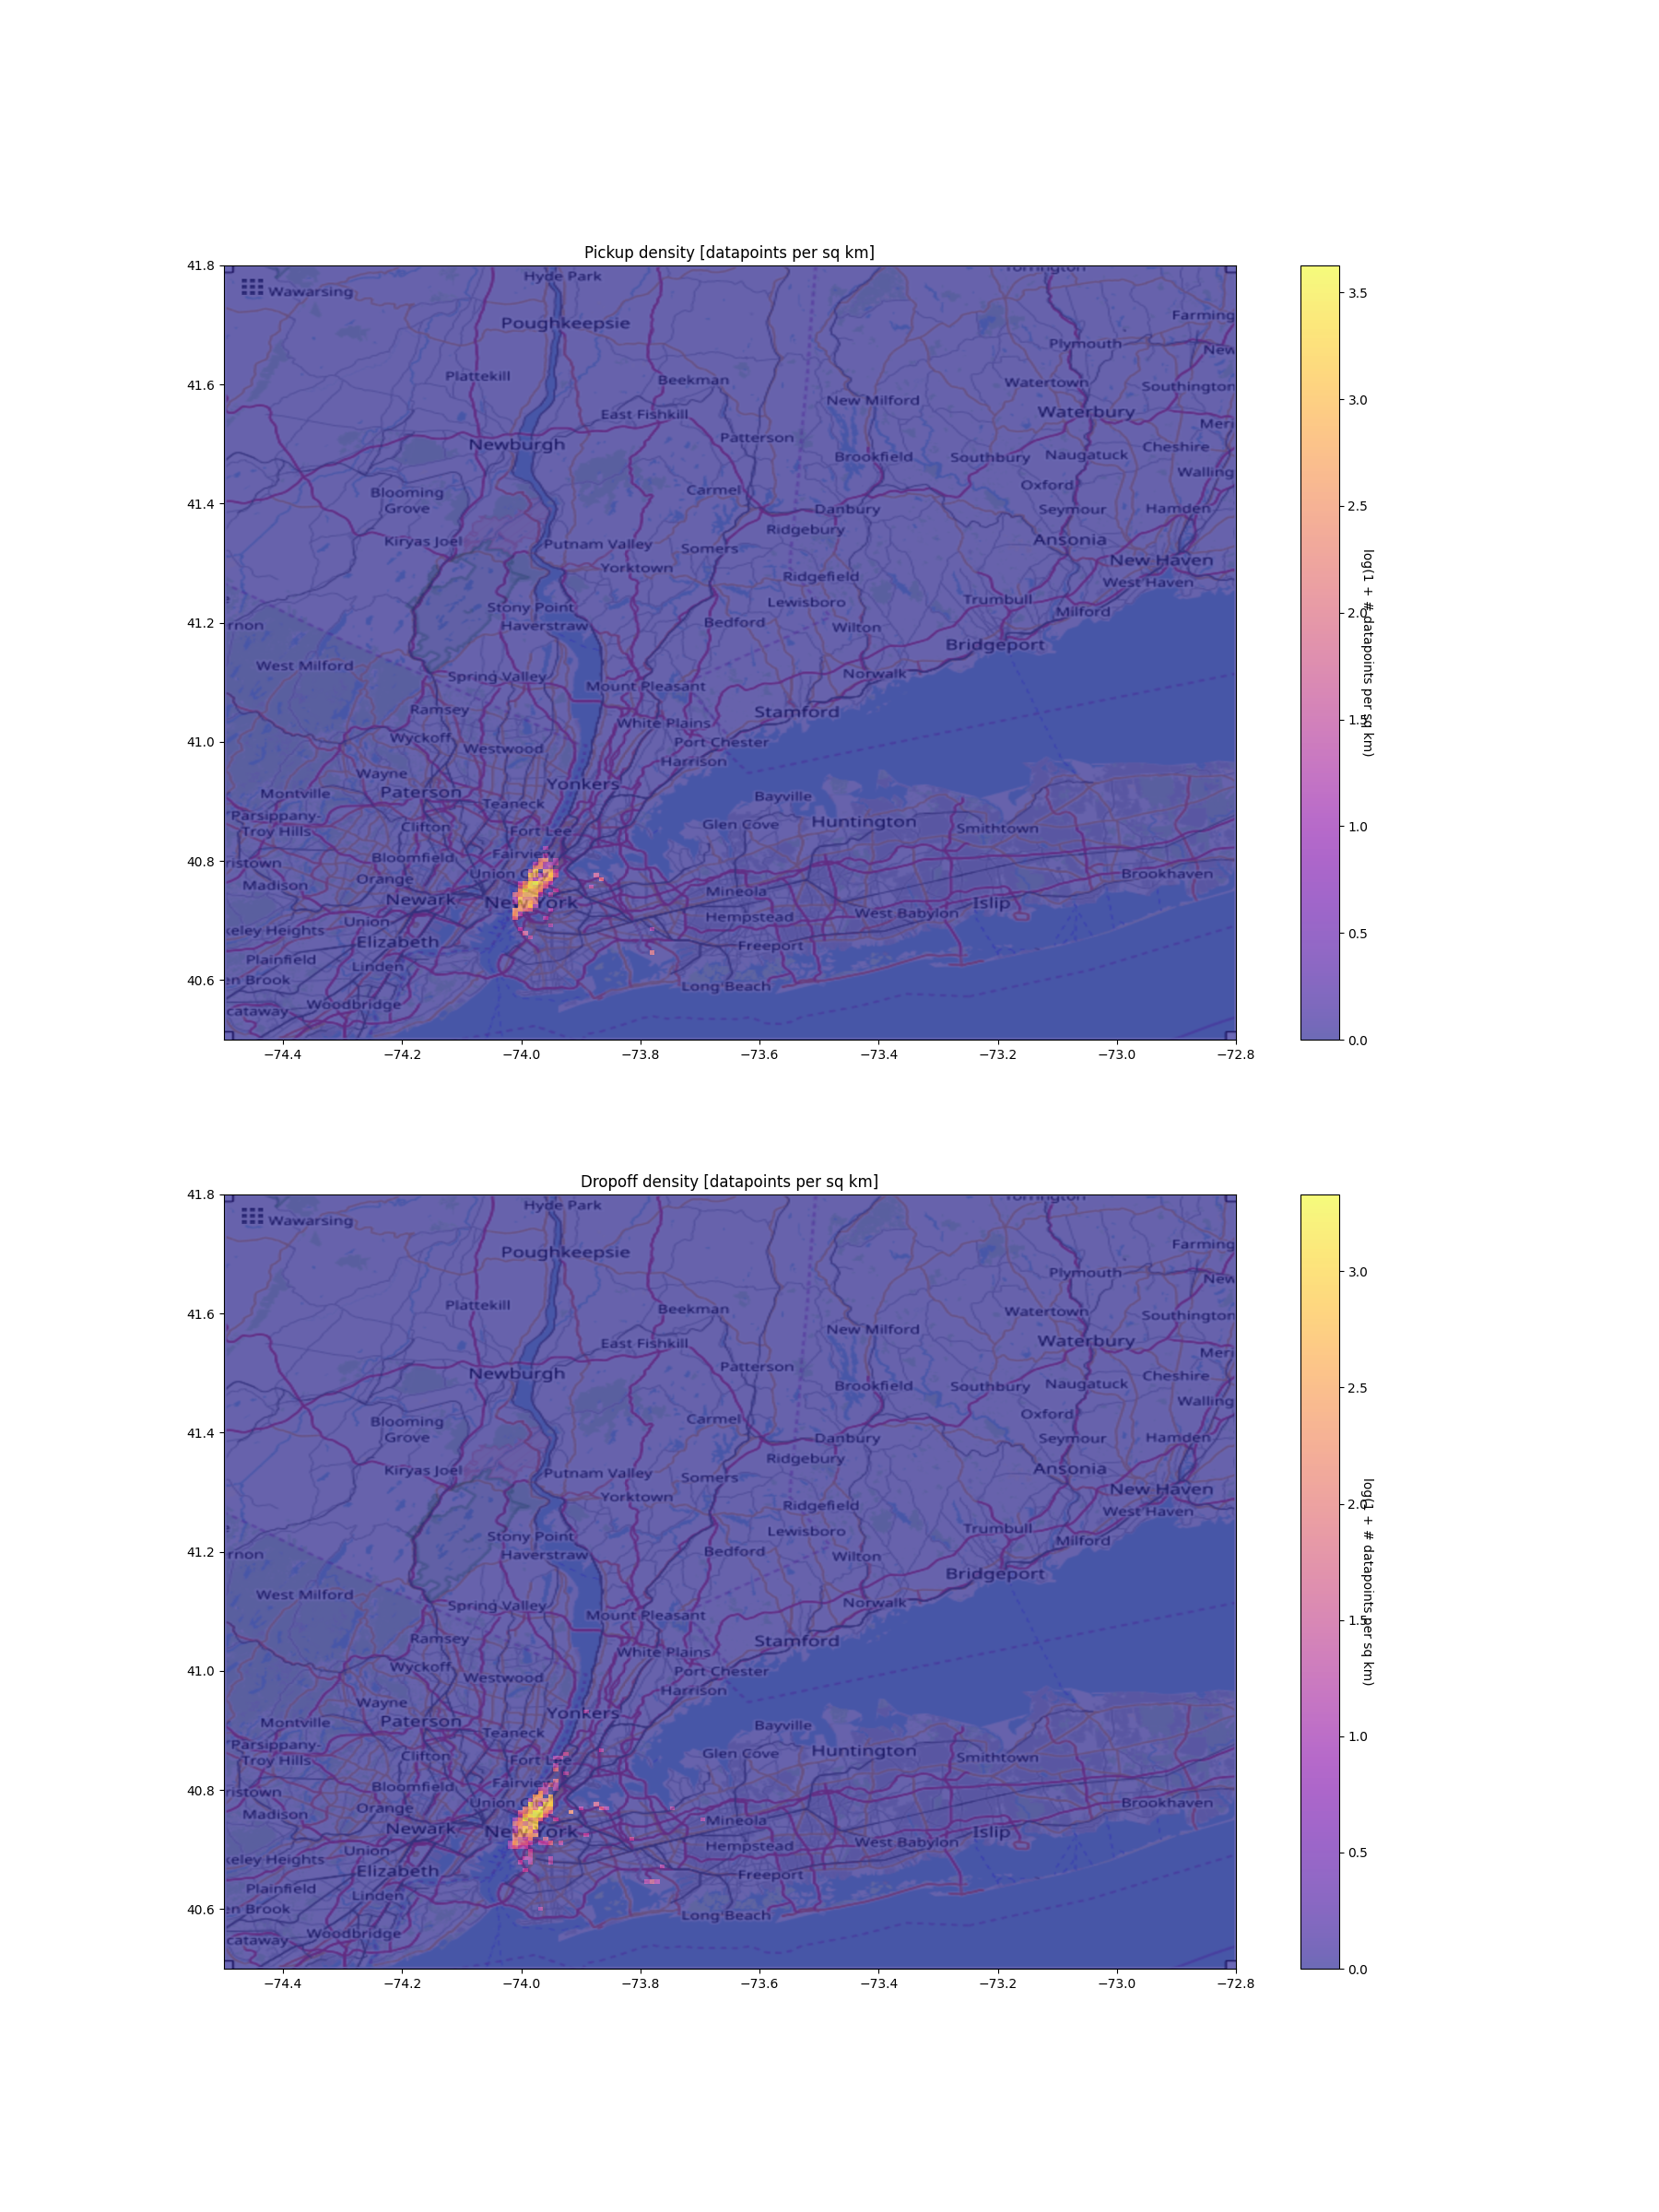 Pickup density [datapoints per sq km]
41.8
Hyde Park
Torrington
Wawarsing
Farming
Poughkeepsie
Plymouth
New
Plattekill
Beekman
Watertown
Southington
41.6
New Milford
East Fishkill
Waterbury
Meri
Newburgh
Patterson
Cheshire
Brookfield
Southbury
Naugatuck
Walling
Blooming
Grove
Carmel
Oxford
41.4
Danbury
Seymour
Hamden
Ridgebury
Kiryas Joel
Putnam Valley
Somers
Ansonia
New Haven
Yorktown
Ridgefield
West Haven
Stony Point
Lewisboro
Trumbull
Milford
41.2
rnon
Haverstraw
Bedford
Wilton
Bridgeport
West Milford
Spring Valley
Mount Pleasant
Norwalk
Ramsey
White Plains
Stamford
41.0
Wyckoff
Westwood
Port Chester
Harrison
Wayne
Yonkers
Montville
Paterson
Teaneck
Bayville
Parsippany-
Troy Hills
Clifton
Fort Lee
Glen Cove
Huntington
Smithtown
40.8
ristown
Bloomfield
Fairview
Madison
Orange
Union C
Mineola
Brookhaven
Newark
New York
Hempstead
West Babylon
Islip
keley Heights
Union
Elizabeth
Freeport
Plainfield
Linden
40.6
en Brook
Long Beach
cataway
Woodbridge
−74.4 −74.2 −74.0 −73.8 −73.6 −73.4 −73.2 −73.0 −72.8
3.5
3.0
2.5
2.0
1.5
1.0
0.5
0.0
log(1 + # datapoints per sq km)
Dropoff density [datapoints per sq km]
41.8
Hyde Park
Torrington
Wawarsing
Farming
Poughkeepsie
Plymouth
New
Plattekill
Beekman
Watertown
Southington
41.6
New Milford
East Fishkill
Waterbury
Meri
Newburgh
Patterson
Cheshire
Brookfield
Southbury
Naugatuck
Walling
Blooming
Grove
Carmel
Oxford
41.4
Danbury
Seymour
Hamden
Ridgebury
Kiryas Joel
Putnam Valley
Somers
Ansonia
New Haven
Yorktown
Ridgefield
West Haven
Stony Point
Lewisboro
Trumbull
Milford
41.2
rnon
Haverstraw
Bedford
Wilton
Bridgeport
West Milford
Spring Valley
Mount Pleasant
Norwalk
Ramsey
White Plains
Stamford
41.0
Wyckoff
Westwood
Port Chester
Harrison
Wayne
Yonkers
Montville
Paterson
Teaneck
Bayville
Parsippany-
Troy Hills
Clifton
Fort Lee
Glen Cove
Huntington
Smithtown
40.8
ristown
Bloomfield
Fairview
Madison
Orange
Union C
Mineola
Brookhaven
Newark
New York
Hempstead
West Babylon
Islip
keley Heights
Union
Elizabeth
Freeport
Plainfield
Linden
40.6
en Brook
Long Beach
cataway
Woodbridge
−74.4 −74.2 −74.0 −73.8 −73.6 −73.4 −73.2 −73.0 −72.8
3.0
2.5
2.0
1.5
1.0
0.5
0.0
log(1 + # datapoints per sq km)